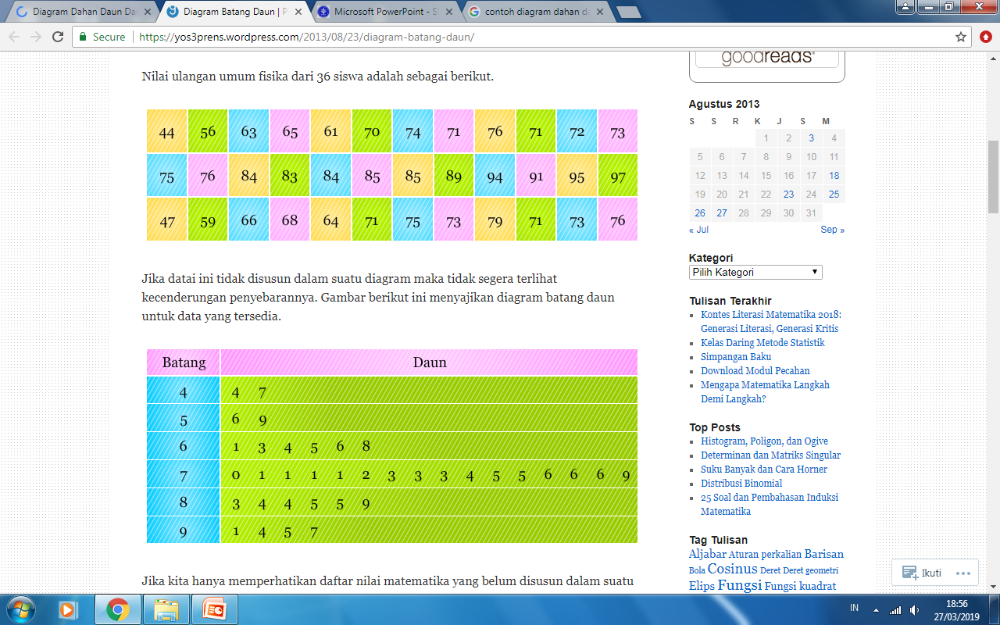 Diagram Dahan Daun Da
Diagram Batang Daun | P
Microsoft PowerPoint - S
contoh diagram dahan d
Secure
https://yos3prens.wordpress.com/2013/08/23/diagram-batang-daun/
Nilai ulangan umum fisika dari 36 siswa adalah sebagai berikut.
44 56 63 65 61 70 74 71 76 71 72 73
75 76 84 83 84 85 85 89 94 91 95 97
47 59 66 68 64 71 75 73 79 71 73 76
Jika datai ini tidak disusun dalam suatu diagram maka tidak segera terlihat
kecenderungan penyebarannya. Gambar berikut ini menyajikan diagram batang daun
untuk data yang tersedia.
Batang Daun
4 4 7
5 6 9
6 1 3 4 5 6 8
7 0 1 1 1 1 2 3 3 3 4 5 5 6 6 6 9
8 3 4 4 5 5 9
9 1 4 5 7
Jika kita hanya memperhatikan daftar nilai matematika yang belum disusun dalam suatu
goodreads
Agustus 2013
S S R K J S M
1 2 3 4
5 6 7 8 9 10 11
12 13 14 15 16 17 18
19 20 21 22 23 24 25
26 27 28 29 30 31
« Jul Sep »
Kategori
Pilih Kategori
Tulisan Terakhir
Kontes Literasi Matematika 2018:
Generasi Literasi, Generasi Kritis
Kelas Daring Metode Statistik
Simpangan Baku
Download Modul Pecahan
Mengapa Matematika Langkah
Demi Langkah?
Top Posts
Histogram, Poligon, dan Ogive
Determinan dan Matriks Singular
Suku Banyak dan Cara Horner
Distribusi Binomial
25 Soal dan Pembahasan Induksi
Matematika
Tag Tulisan
Aljabar Aturan perkalian Barisan
Bola Cosinus Deret Deret geometri
Elips Fungsi Fungsi kuadrat
Ikuti
IN
18:56
27/03/2019